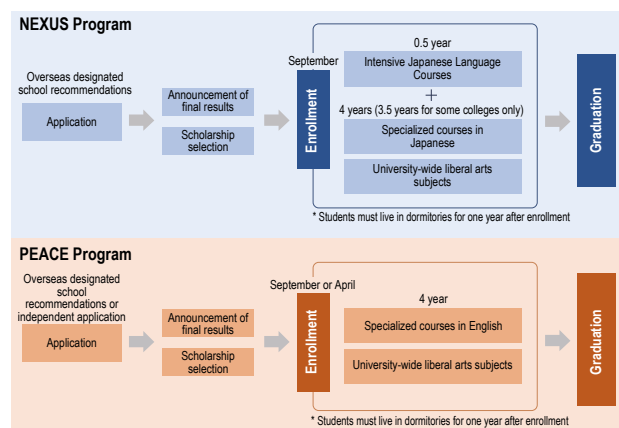 NEXUS Program
Overseas designated
school recommendations
Application
Announcement of
final results
Scholarship
selection
September
Enrollment
0.5 year
Intensive Japanese Language
Courses
+
4 years (3.5 years for some colleges only)
Specialized courses in
Japanese
University-wide liberal arts
subjects
Graduation
* Students must live in dormitories for one year after enrollment
PEACE Program
Overseas designated
school
recommendations or
independent application
Application
Announcement of
final results
Scholarship
selection
September or April
Enrollment
4 year
Specialized courses in English
University-wide liberal arts subjects
Graduation
* Students must live in dormitories for one year after enrollment